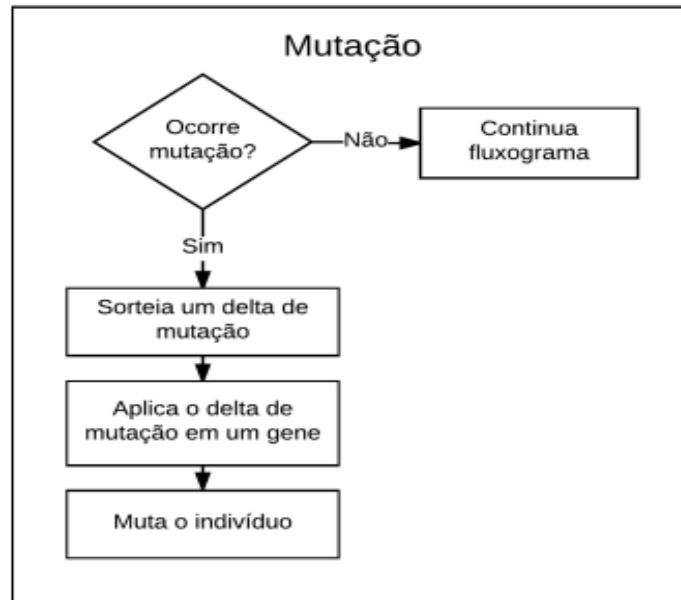 Mutação
Ocorre
mutação?
Não
Continua
fluxograma
Sim
Sorteia um delta de
mutação
Aplica o delta de
mutação em um gene
Muta o indivíduo